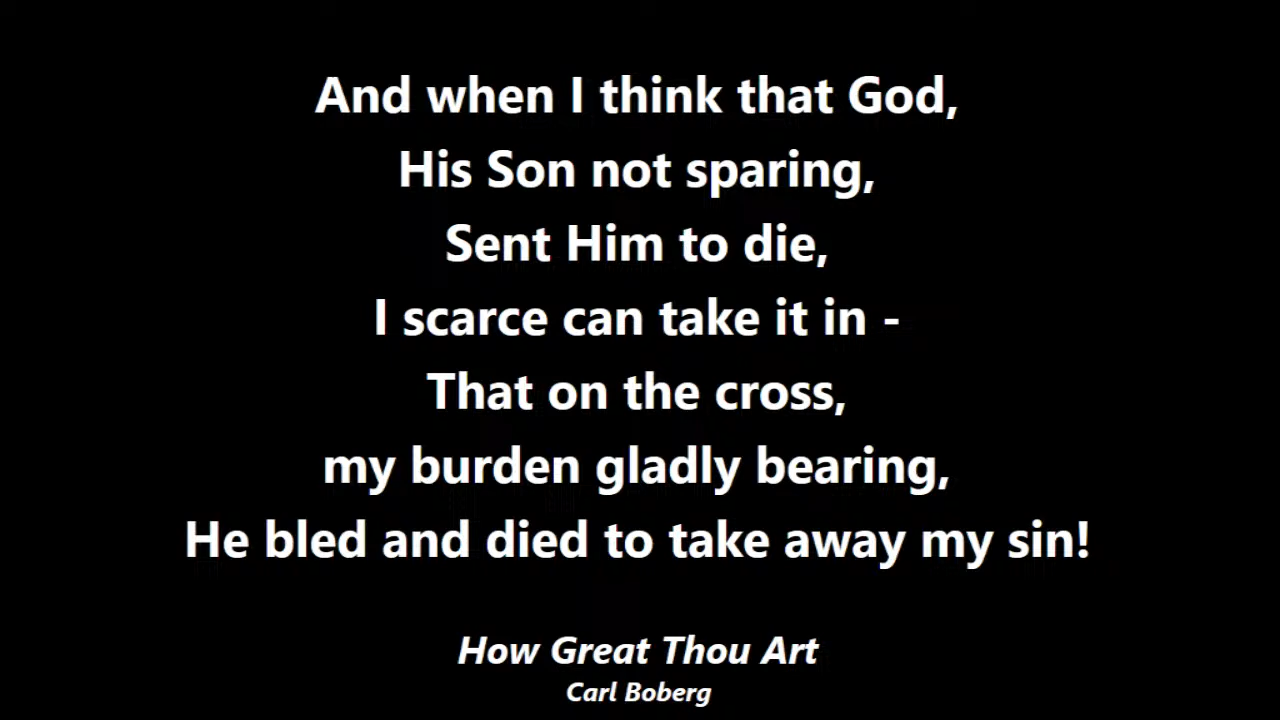 And when I think that God,
His Son not sparing,
Sent Him to die,
I scarce can take it in -
That on the cross,
my burden gladly bearing,
He bled and died to take away my sin!
How Great Thou Art
Carl Boberg